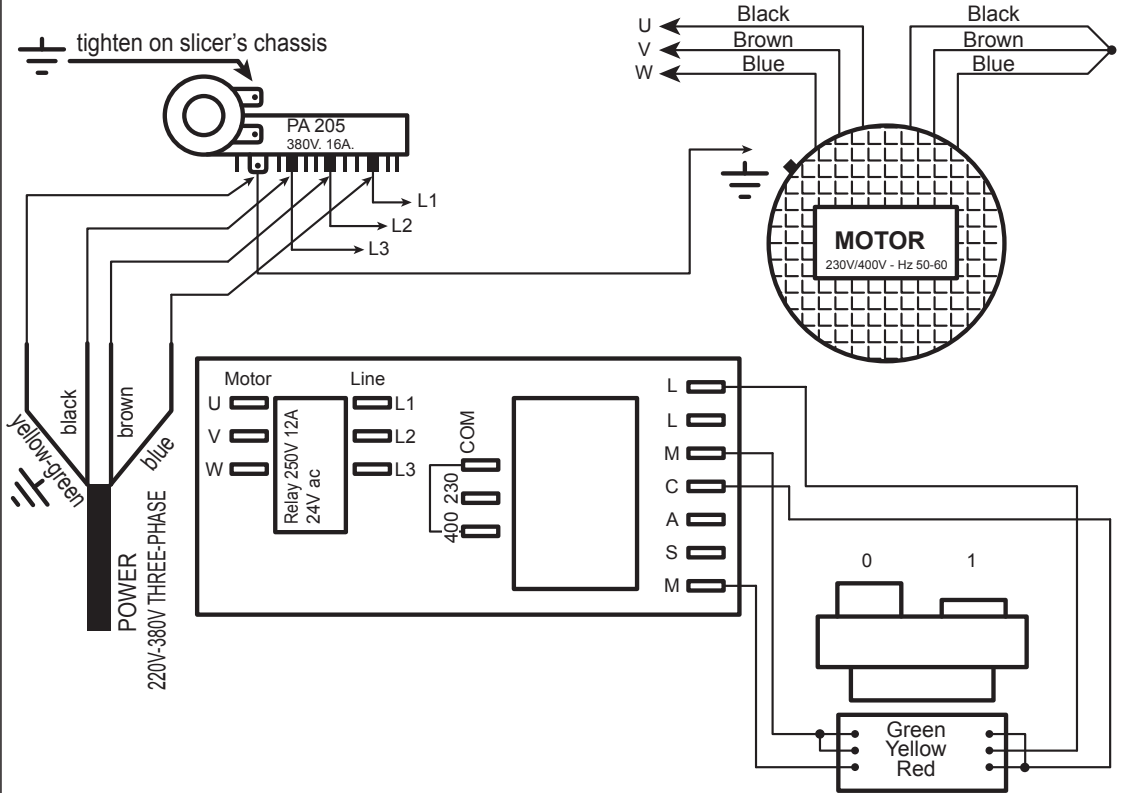 tighten on slicer's chassis
PA 205
380V. 16A.
L1
L2
L3
U
V
W
Black
Brown
Blue
Black
Brown
Blue
MOTOR
230V/400V - Hz 50-60
yellow-green
black
brown
blue
POWER
220V-380V THREE-PHASE
Motor
Line
U
V
W
Relay 250V 12A
24V ac
L1
L2
L3
COM
230
400
L
L
M
C
A
S
M
0
1
Green
Yellow
Red